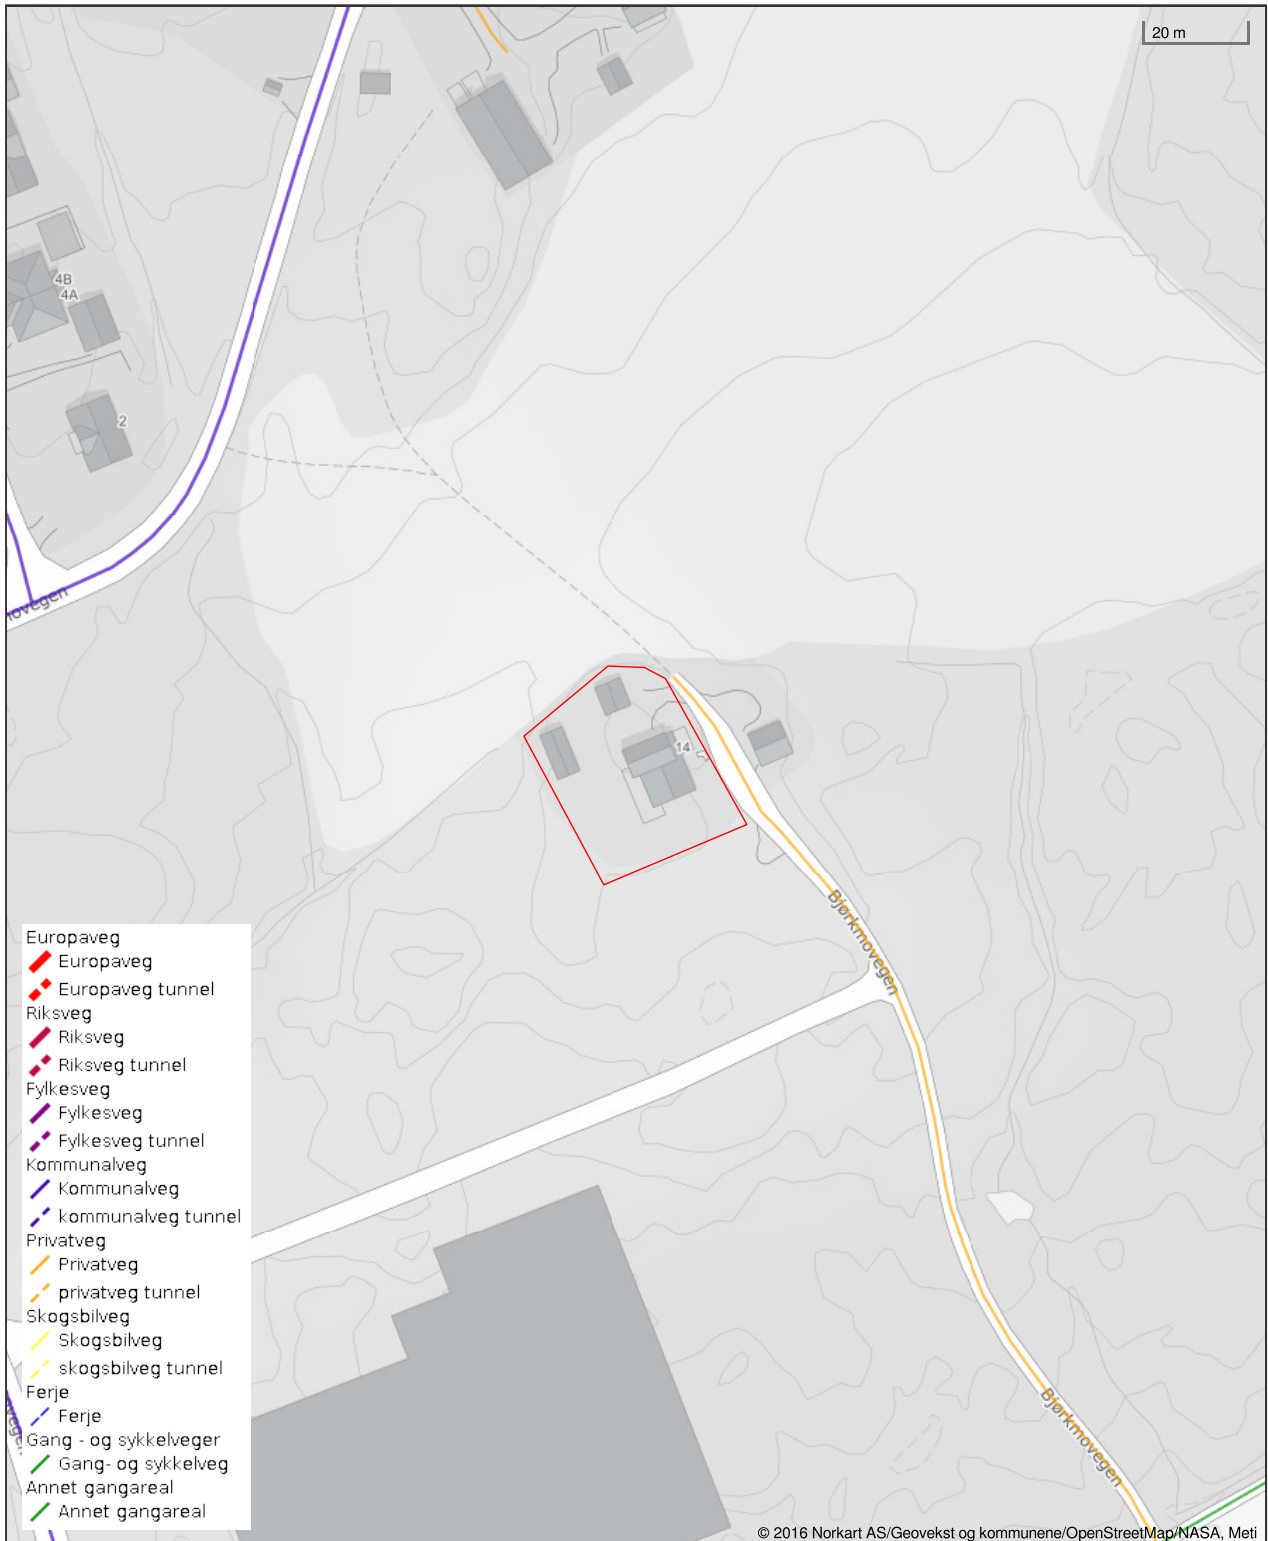 20 m
4B
4A
2
14
Bjørkmovegen
Bjørkmovegen
Europaveg
Europaveg
Europaveg tunnel
Riksveg
Riksveg
Riksveg tunnel
Fylkesveg
Fylkesveg
Fylkesveg tunnel
Kommunalveg
Kommunalveg
kommunalveg tunnel
Privatveg
Privatveg
privatveg tunnel
Skogsbilveg
Skogsbilveg
skogsbilveg tunnel
Ferje
Ferje
Gang - og sykkelveger
Gang- og sykkelveg
Annet gangareal
Annet gangareal
© 2016 Norkart AS/Geovekst og kommunene/OpenStreetMap/NASA, Meti